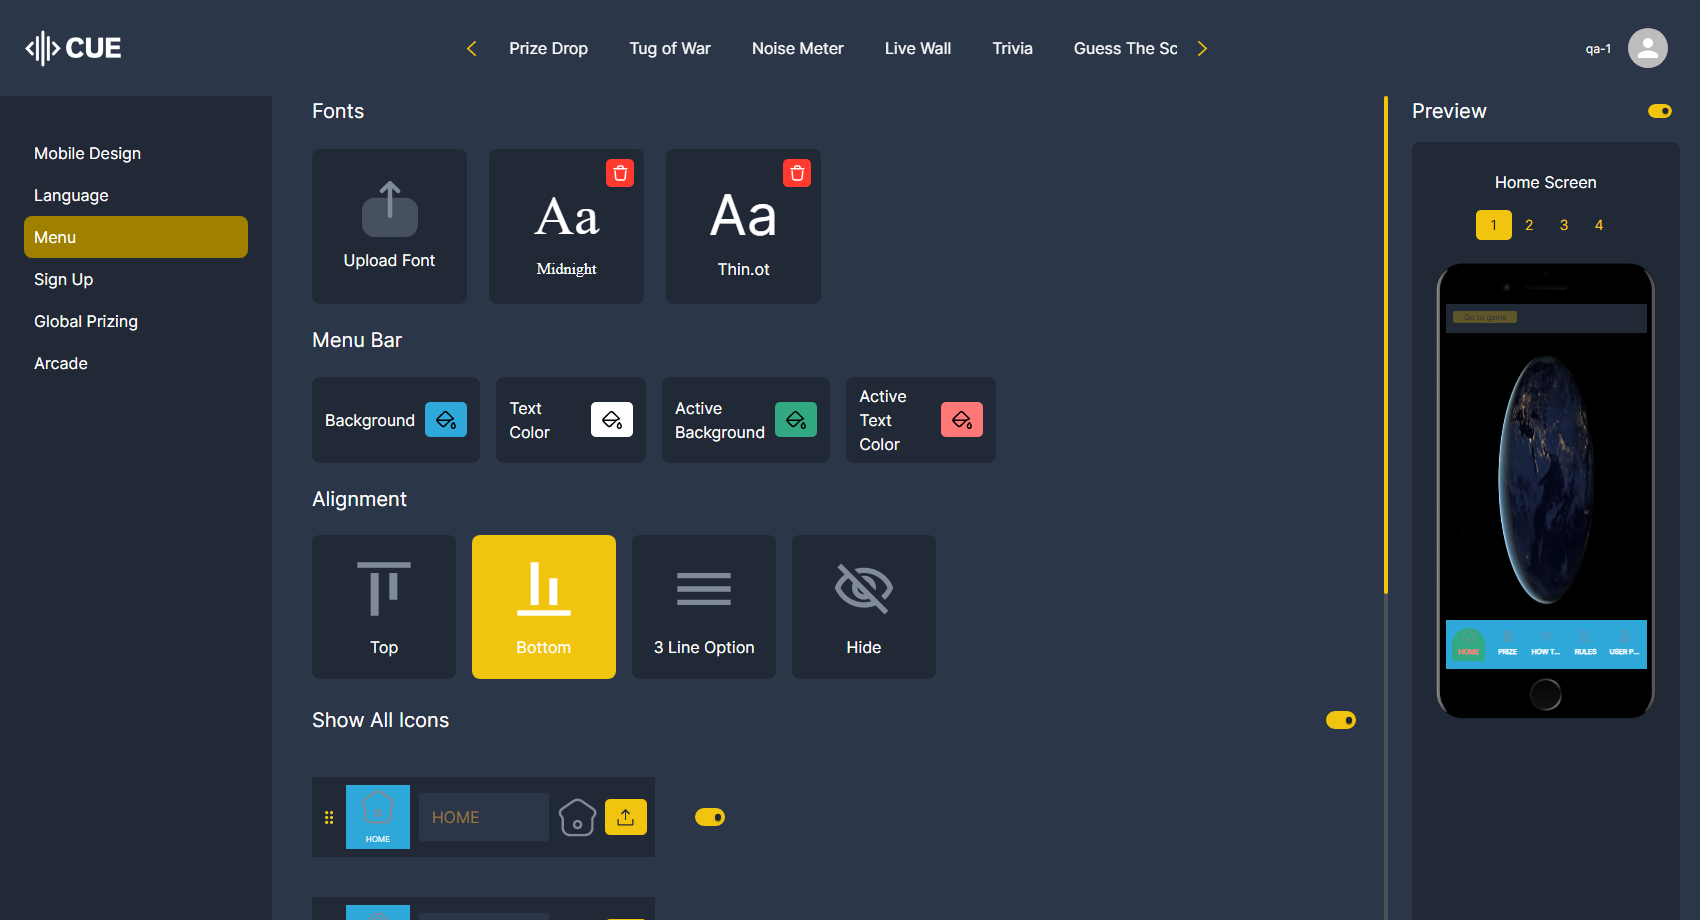 CUE
Prize Drop
Tug of War
Noise Meter
Live Wall
Trivia
Guess The Sc
qa-1
Mobile Design
Language
Menu
Sign Up
Global Prizing
Arcade
Fonts
Upload Font
Aa
Midnight
Aa
Thin.ot
Menu Bar
Background
Text
Color
Active
Background
Active
Text
Color
Alignment
Top
Bottom
3 Line Option
Hide
Show All Icons
HOME
HOME
Preview
Home Screen
1 2 3 4
Go to game
HOME
PRIZE
HOW T...
RULES
USER P...